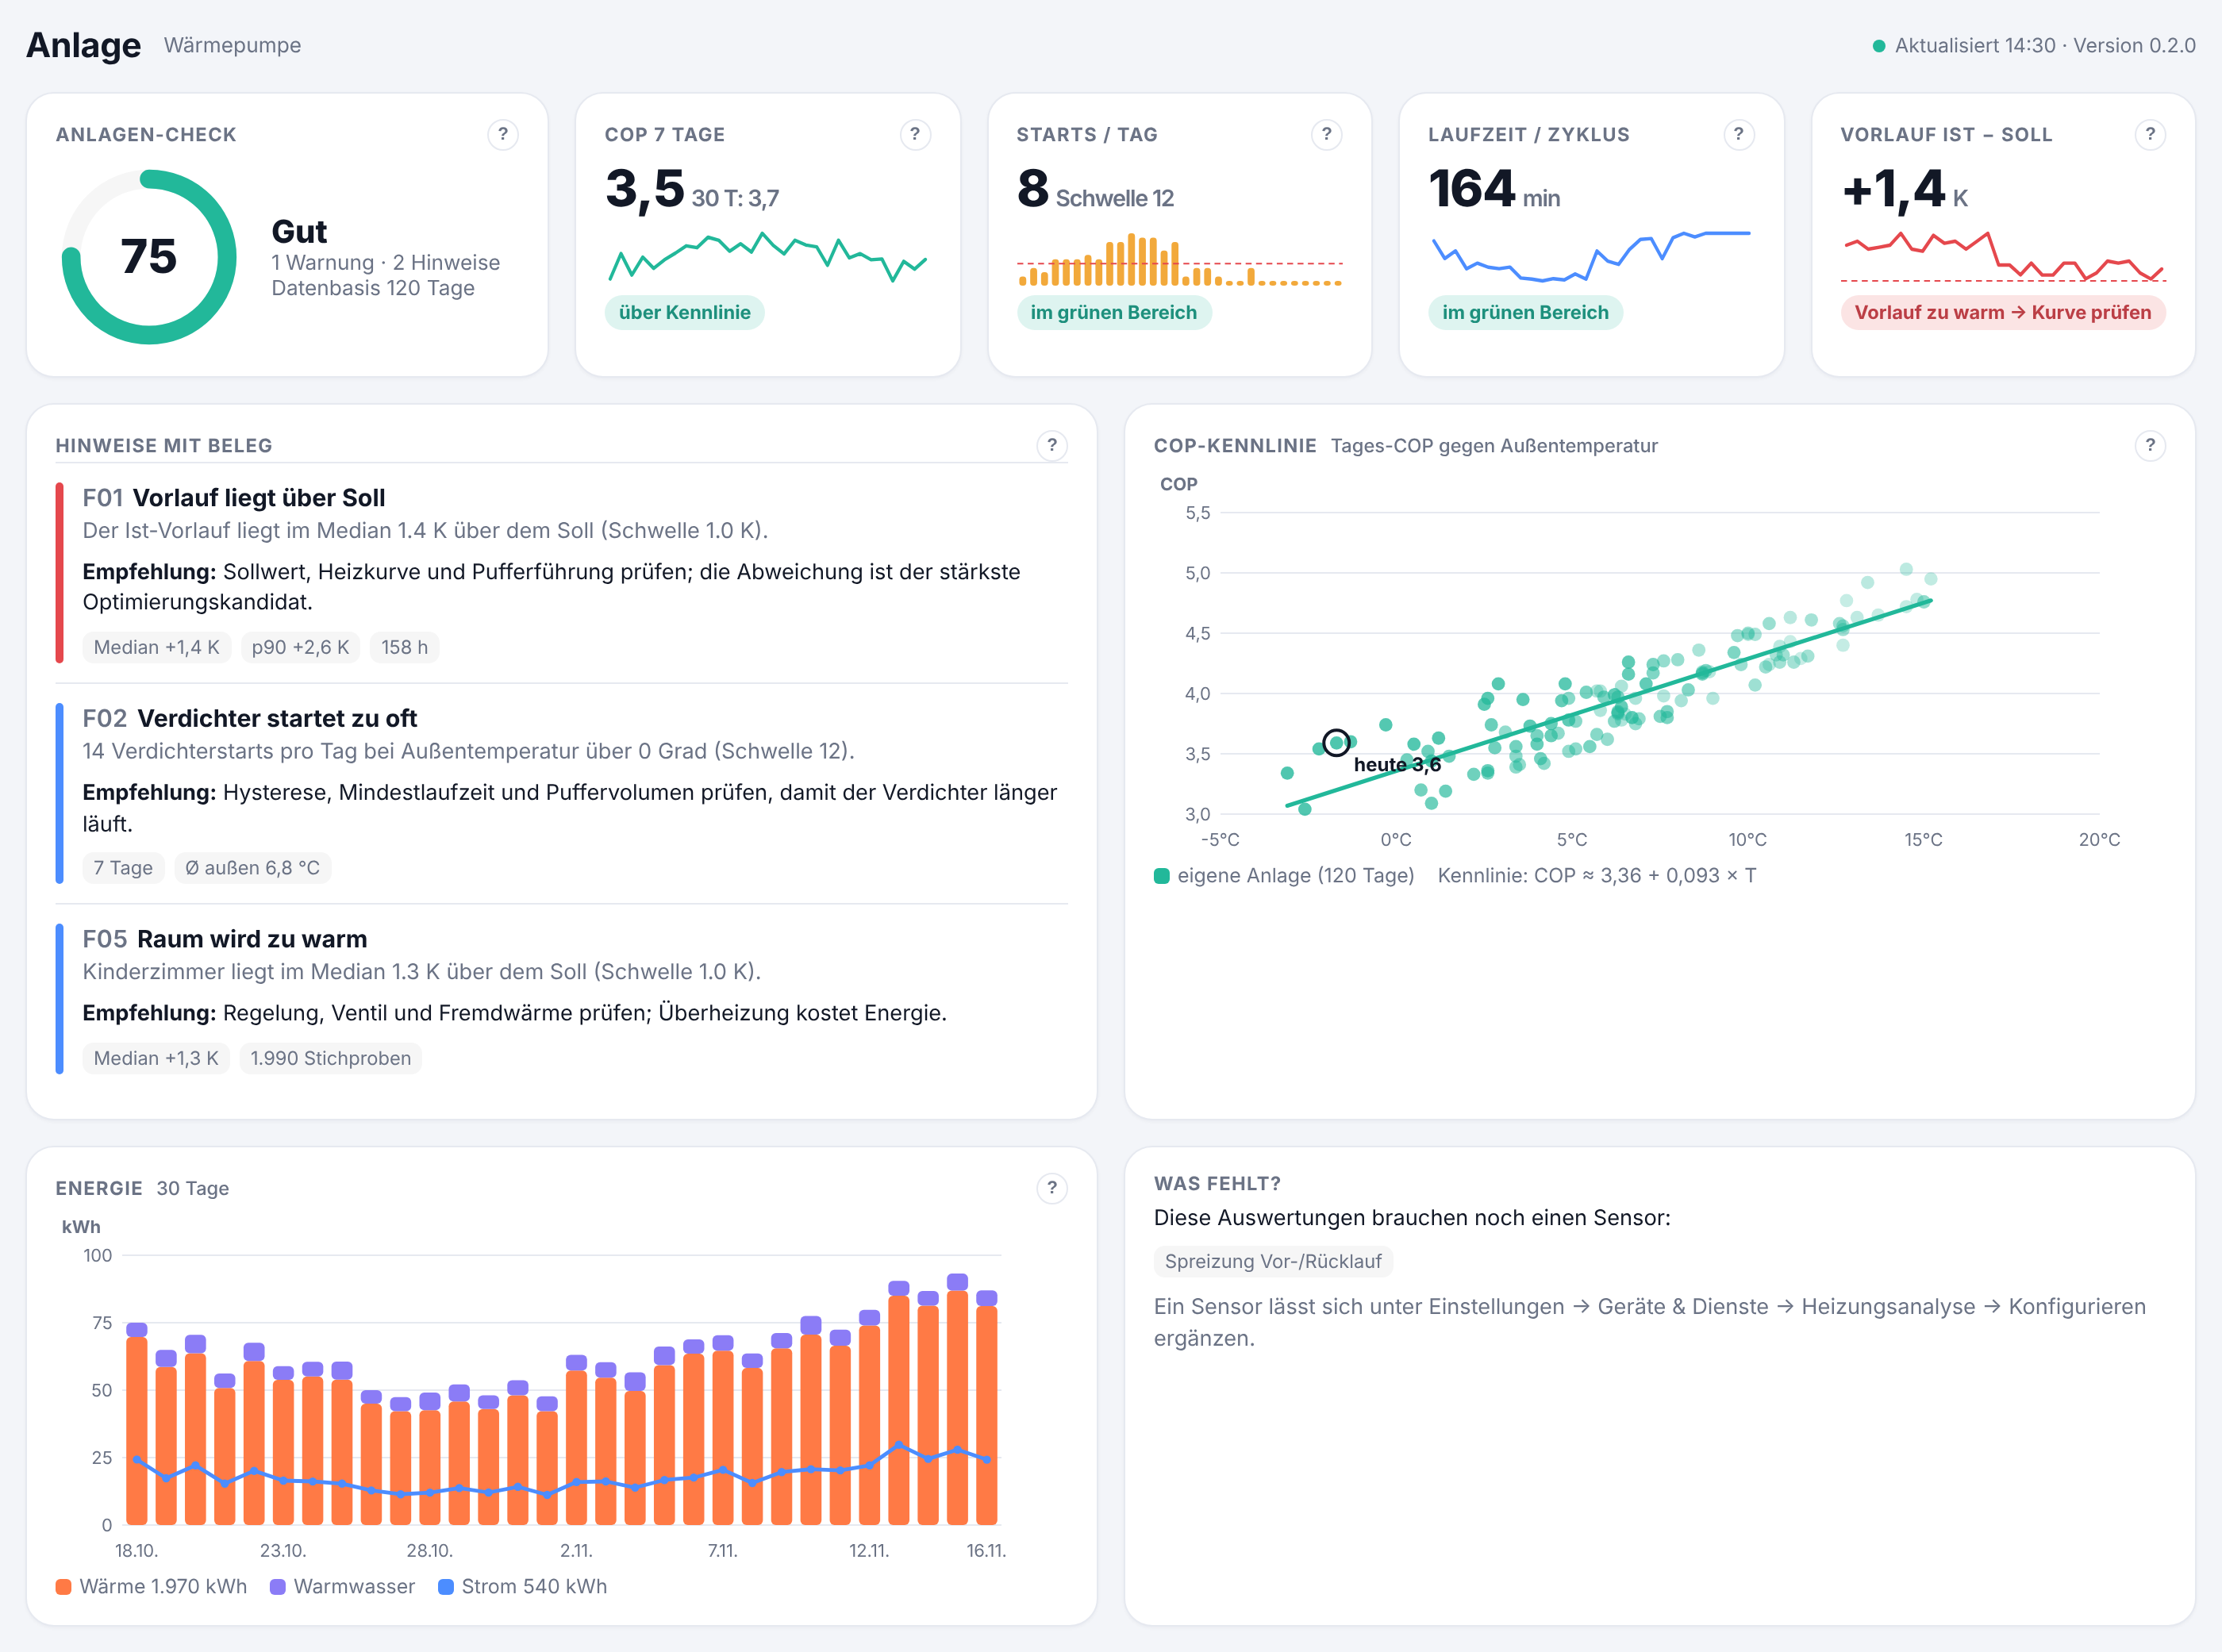 Anlage Wärmepumpe
Aktualisiert 14:30 · Version 0.2.0
ANLAGEN-CHECK ?
75
Gut
1 Warnung · 2 Hinweise
Datenbasis 120 Tage
COP 7 TAGE ?
3,5 30 T: 3,7
über Kennlinie
STARTS / TAG ?
8 Schwelle 12
im grünen Bereich
LAUFZEIT / ZYKLUS ?
164 min
im grünen Bereich
VORLAUF IST – SOLL ?
+1,4 K
Vorlauf zu warm → Kurve prüfen
HINWEISE MIT BELEG ?
F01 Vorlauf liegt über Soll
Der Ist-Vorlauf liegt im Median 1.4 K über dem Soll (Schwelle 1.0 K).
Empfehlung: Sollwert, Heizkurve und Pufferführung prüfen; die Abweichung ist der stärkste
Optimierungskandidat.
Median +1,4 K p90 +2,6 K 158 h
F02 Verdichter startet zu oft
14 Verdichterstarts pro Tag bei Außentemperatur über 0 Grad (Schwelle 12).
Empfehlung: Hysterese, Mindestlaufzeit und Puffervolumen prüfen, damit der Verdichter länger
läuft.
7 Tage Ø außen 6,8 °C
F05 Raum wird zu warm
Kinderzimmer liegt im Median 1.3 K über dem Soll (Schwelle 1.0 K).
Empfehlung: Regelung, Ventil und Fremdwärme prüfen; Überheizung kostet Energie.
Median +1,3 K 1.990 Stichproben
COP-KENNLINIE Tages-COP gegen Außentemperatur ?
COP
5,5
5,0
4,5
4,0
3,5
3,0
heute 3,6
-5°C 0°C 5°C 10°C 15°C 20°C
eigene Anlage (120 Tage) Kennlinie: COP ≈ 3,36 + 0,093 × T
ENERGIE 30 Tage ?
kWh
100
75
50
25
0
18.10. 23.10. 28.10. 2.11. 7.11. 12.11. 16.11.
Wärme 1.970 kWh Warmwasser Strom 540 kWh
WAS FEHLT?
Diese Auswertungen brauchen noch einen Sensor:
Spreizung Vor-/Rücklauf
Ein Sensor lässt sich unter Einstellungen → Geräte & Dienste → Heizungsanalyse → Konfigurieren
ergänzen.